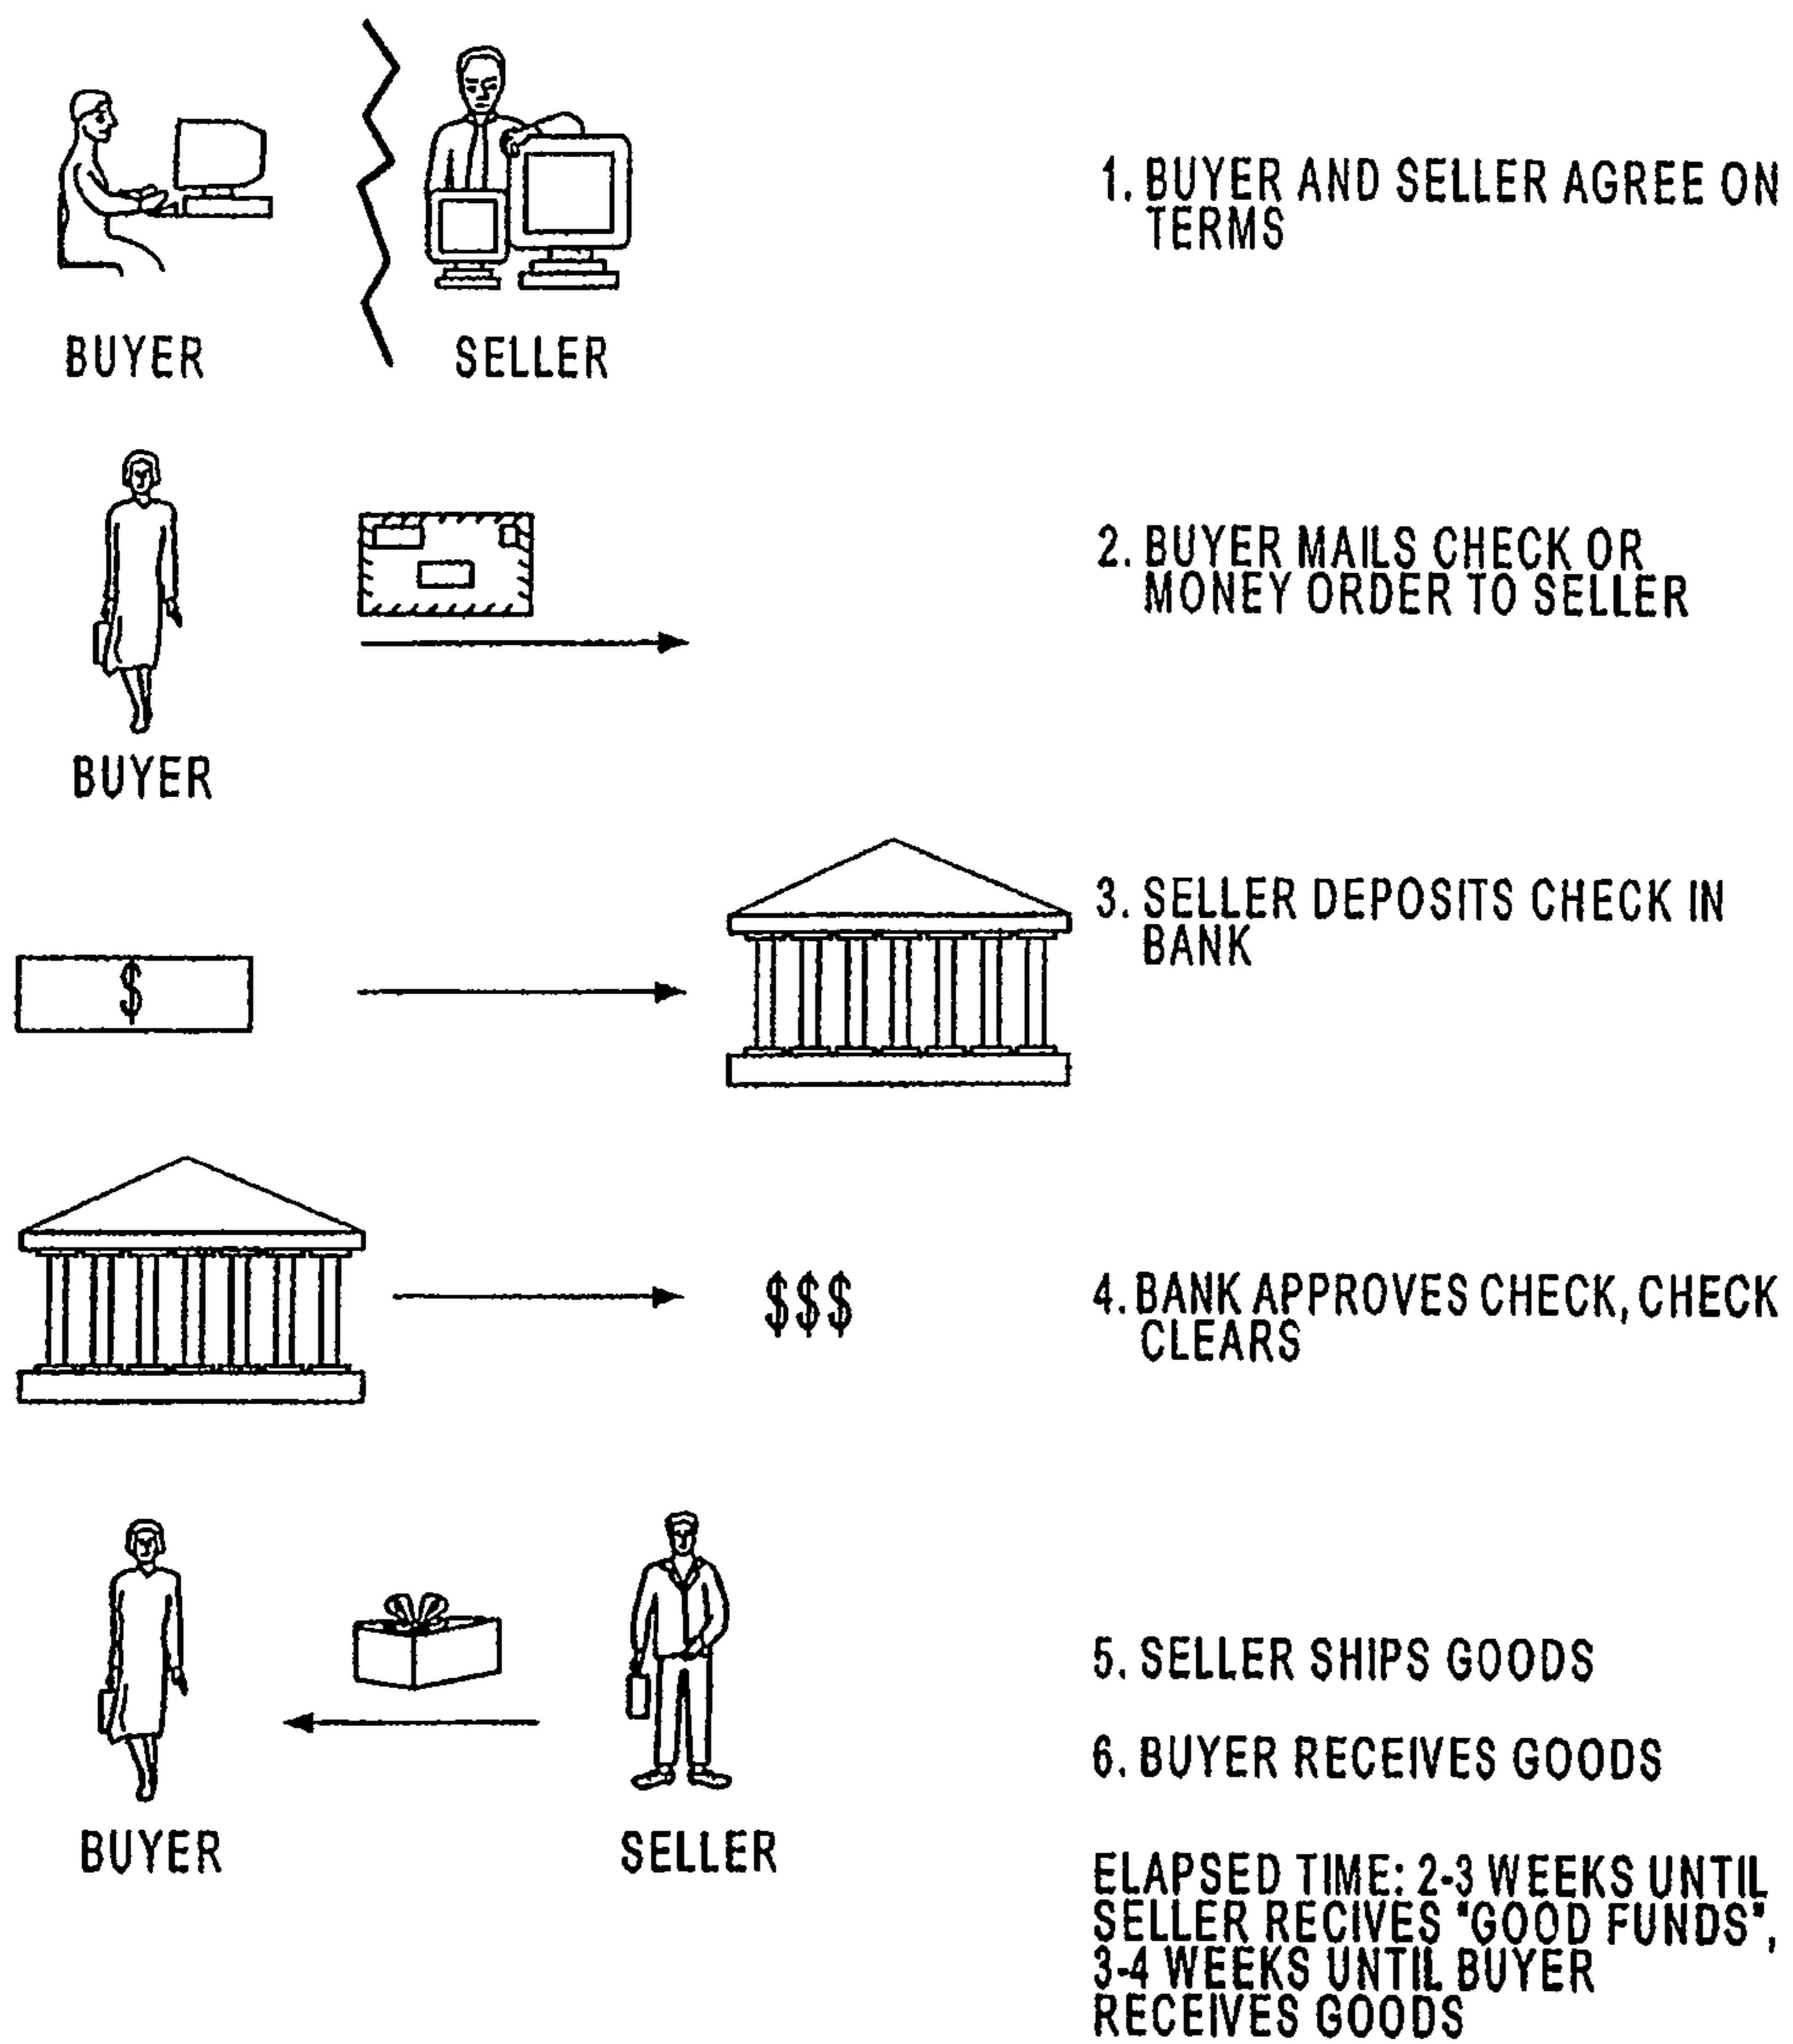 1. BUYER AND SELLER AGREE ON
TERMS
BUYER
SELLER
2. BUYER MAILS CHECK OR
MONEY ORDER TO SELLER
BUYER
3. SELLER DEPOSITS CHECK IN
BANK
$
$$$
4. BANK APPROVES CHECK, CHECK
CLEARS
5. SELLER SHIPS GOODS
6. BUYER RECEIVES GOODS
BUYER
SELLER
ELAPSED TIME: 2-3 WEEKS UNTIL
SELLER RECIVES "GOOD FUNDS",
3-4 WEEKS UNTIL BUYER
RECEIVES GOODS